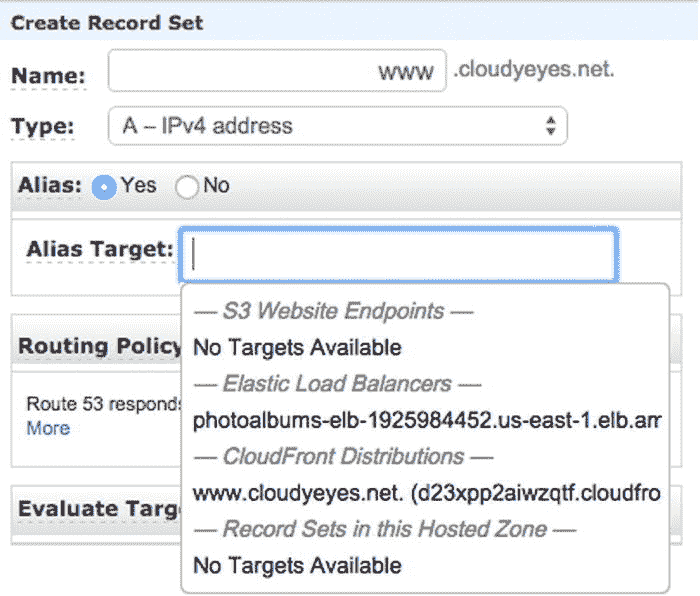 Create Record Set
Name: www .cloudyeyes.net.
Type: A – IPv4 address
Alias: Yes No
Alias Target:
— S3 Website Endpoints —
No Targets Available
— Elastic Load Balancers —
photoalbums-elb-1925984452.us-east-1.elb.am
— CloudFront Distributions —
www.cloudyeyes.net. (d23xpp2aiwzqtf.cloudfro
— Record Sets in this Hosted Zone —
No Targets Available
Routing Policy
Route 53 responds
More
Evaluate Targe